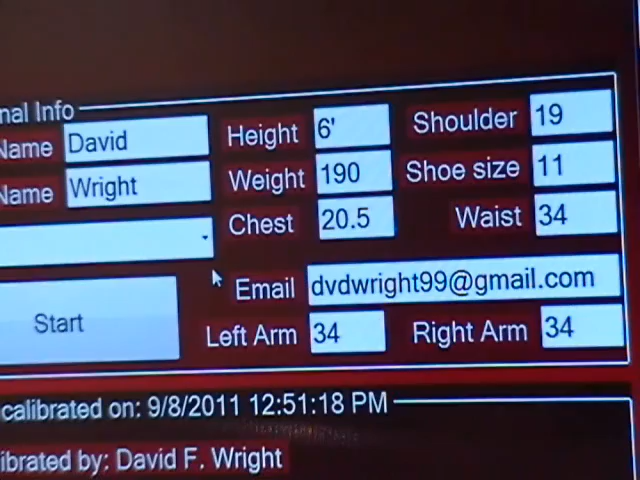 nal Info
Name David Height 6' Shoulder 19
Name Wright Weight 190 Shoe size 11
Chest 20.5 Waist 34
Email dvdwright99@gmail.com
Start Left Arm 34 Right Arm 34
calibrated on: 9/8/2011 12:51:18 PM
ibrated by: David F. Wright